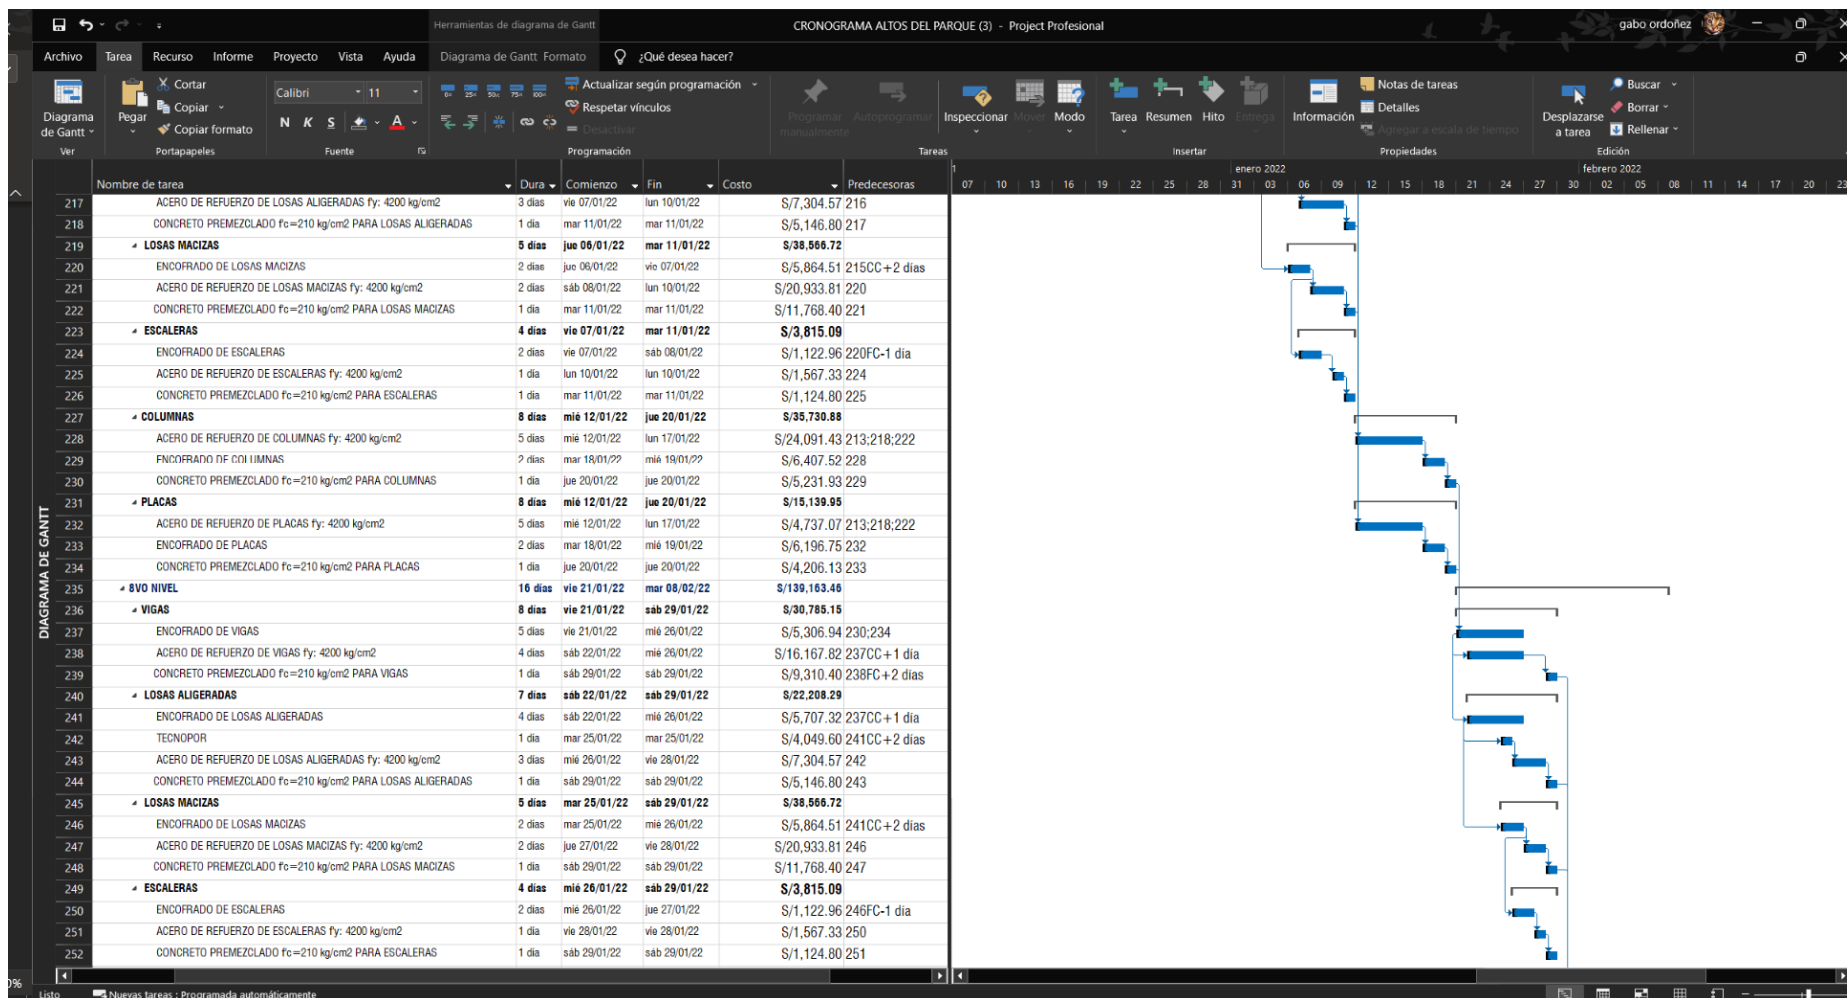 Herramientas de diagrama de Gantt
CRONOGRAMA ALTOS DEL PARQUE (3) - Project Profesional
gabo ordoñez
Archivo Tarea Recurso Informe Proyecto Vista Ayuda Diagrama de Gantt Formato ¿Qué desea hacer?
Diagrama de Gantt
Ver
Pegar
Cortar
Copiar
Copiar formato
Portapapeles
Calibri 11
N K S A
Fuente
0% 25% 50% 75% 100%
Actualizar según programación
Respetar vínculos
Desactivar
Programación
Programar manualmente
Autoprogramar
Inspeccionar
Mover
Modo
Tareas
Tarea
Resumen
Hito
Entrega
Insertar
Información
Notas de tareas
Detalles
Agregar a escala de tiempo
Propiedades
Desplazarse a tarea
Buscar
Borrar
Rellenar
Edición
1 enero 2022 febrero 2022
Nombre de tarea Dura Comienzo Fin Costo Predecesoras
07 10 13 16 19 22 25 28 31 03 06 09 12 15 18 21 24 27 30 02 05 08 11 14 17 20 23
217 ACERO DE REFUERZO DE LOSAS ALIGERADAS fy: 4200 kg/cm2 3 días vie 07/01/22 lun 10/01/22 S/7,304.57 216
218 CONCRETO PREMEZCLADO f'c=210 kg/cm2 PARA LOSAS ALIGERADAS 1 día mar 11/01/22 mar 11/01/22 S/5,146.80 217
219 LOSAS MACIZAS 5 días jue 06/01/22 mar 11/01/22 S/38,566.72
220 ENCOFRADO DE LOSAS MACIZAS 2 días jue 06/01/22 vie 07/01/22 S/5,864.51 215CC+2 días
221 ACERO DE REFUERZO DE LOSAS MACIZAS fy: 4200 kg/cm2 2 días sáb 08/01/22 lun 10/01/22 S/20,933.81 220
222 CONCRETO PREMEZCLADO f'c=210 kg/cm2 PARA LOSAS MACIZAS 1 día mar 11/01/22 mar 11/01/22 S/11,768.40 221
223 ESCALERAS 4 días vie 07/01/22 mar 11/01/22 S/3,815.09
224 ENCOFRADO DE ESCALERAS 2 días vie 07/01/22 sáb 08/01/22 S/1,122.96 220FC-1 día
225 ACERO DE REFUERZO DE ESCALERAS fy: 4200 kg/cm2 1 día lun 10/01/22 lun 10/01/22 S/1,567.33 224
226 CONCRETO PREMEZCLADO f'c=210 kg/cm2 PARA ESCALERAS 1 día mar 11/01/22 mar 11/01/22 S/1,124.80 225
227 COLUMNAS 8 días mié 12/01/22 jue 20/01/22 S/35,730.88
228 ACERO DE REFUERZO DE COLUMNAS fy: 4200 kg/cm2 5 días mié 12/01/22 lun 17/01/22 S/24,091.43 213;218;222
229 ENCOFRADO DE COLUMNAS 2 días mar 18/01/22 mié 19/01/22 S/6,407.52 228
230 CONCRETO PREMEZCLADO f'c=210 kg/cm2 PARA COLUMNAS 1 día jue 20/01/22 jue 20/01/22 S/5,231.93 229
231 PLACAS 8 días mié 12/01/22 jue 20/01/22 S/15,139.95
232 ACERO DE REFUERZO DE PLACAS fy: 4200 kg/cm2 5 días mié 12/01/22 lun 17/01/22 S/4,737.07 213;218;222
233 ENCOFRADO DE PLACAS 2 días mar 18/01/22 mié 19/01/22 S/6,196.75 232
234 CONCRETO PREMEZCLADO f'c=210 kg/cm2 PARA PLACAS 1 día jue 20/01/22 jue 20/01/22 S/4,206.13 233
235 8VO NIVEL 16 días vie 21/01/22 mar 08/02/22 S/139,163.46
236 VIGAS 8 días vie 21/01/22 sáb 29/01/22 S/30,785.15
237 ENCOFRADO DE VIGAS 5 días vie 21/01/22 mié 26/01/22 S/5,306.94 230;234
238 ACERO DE REFUERZO DE VIGAS fy: 4200 kg/cm2 4 días sáb 22/01/22 mié 26/01/22 S/16,167.82 237CC+1 día
239 CONCRETO PREMEZCLADO f'c=210 kg/cm2 PARA VIGAS 1 día sáb 29/01/22 sáb 29/01/22 S/9,310.40 238FC+2 días
240 LOSAS ALIGERADAS 7 días sáb 22/01/22 sáb 29/01/22 S/22,208.29
241 ENCOFRADO DE LOSAS ALIGERADAS 4 días sáb 22/01/22 mié 26/01/22 S/5,707.32 237CC+1 día
242 TECNOPOR 1 día mar 25/01/22 mar 25/01/22 S/4,049.60 241CC+2 días
243 ACERO DE REFUERZO DE LOSAS ALIGERADAS fy: 4200 kg/cm2 3 días mié 26/01/22 vie 28/01/22 S/7,304.57 242
244 CONCRETO PREMEZCLADO f'c=210 kg/cm2 PARA LOSAS ALIGERADAS 1 día sáb 29/01/22 sáb 29/01/22 S/5,146.80 243
245 LOSAS MACIZAS 5 días mar 25/01/22 sáb 29/01/22 S/38,566.72
246 ENCOFRADO DE LOSAS MACIZAS 2 días mar 25/01/22 mié 26/01/22 S/5,864.51 241CC+2 días
247 ACERO DE REFUERZO DE LOSAS MACIZAS fy: 4200 kg/cm2 2 días jue 27/01/22 vie 28/01/22 S/20,933.81 246
248 CONCRETO PREMEZCLADO f'c=210 kg/cm2 PARA LOSAS MACIZAS 1 día sáb 29/01/22 sáb 29/01/22 S/11,768.40 247
249 ESCALERAS 4 días mié 26/01/22 sáb 29/01/22 S/3,815.09
250 ENCOFRADO DE ESCALERAS 2 días mié 26/01/22 jue 27/01/22 S/1,122.96 246FC-1 día
251 ACERO DE REFUERZO DE ESCALERAS fy: 4200 kg/cm2 1 día vie 28/01/22 vie 28/01/22 S/1,567.33 250
252 CONCRETO PREMEZCLADO f'c=210 kg/cm2 PARA ESCALERAS 1 día sáb 29/01/22 sáb 29/01/22 S/1,124.80 251
DIAGRAMA DE GANTT
0%
Listo Nuevas tareas : Programada automáticamente